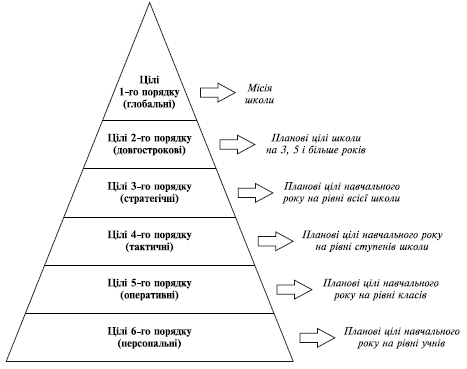 Цілі
1-го порядку
(глобальні)
Місія
школи
Цілі 2-го порядку
(довгострокові)
Планові цілі школи
на 3, 5 і більше років
Цілі 3-го порядку
(стратегічні)
Планові цілі навчального
року на рівні всієї школи
Цілі 4-го порядку
(тактичні)
Планові цілі навчального року
на рівні ступенів школи
Цілі 5-го порядку
(оперативні)
Планові цілі навчального
року на рівні класів
Цілі 6-го порядку
(персональні)
Планові цілі навчального
року на рівні учнів